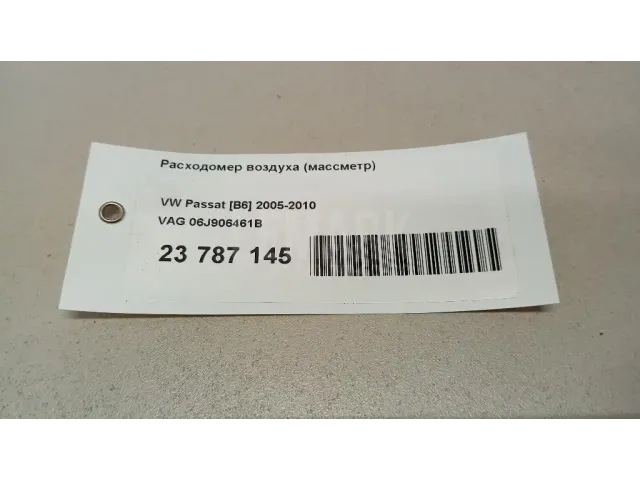 Расходомер воздуха (массметр)
VW Passat [B6] 2005-2010
VAG 06J906461B
23 787 145